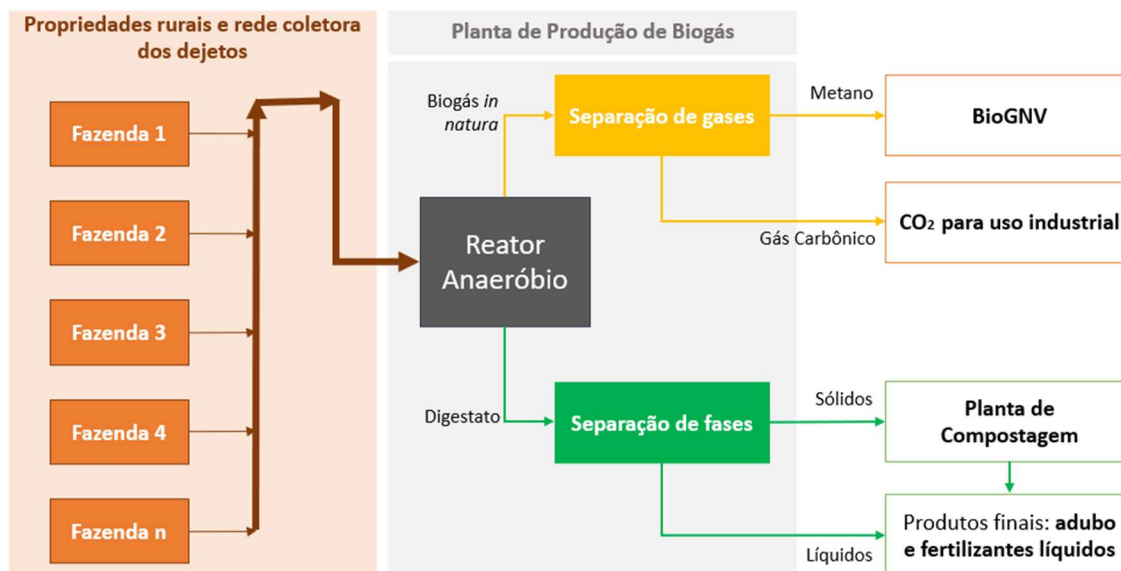 Propriedades rurais e rede coletora
dos dejetos
Fazenda 1
Fazenda 2
Fazenda 3
Fazenda 4
Fazenda n
Planta de Produção de Biogás
Biogás in
natura
Separação de gases
Metano
BioGNV
Gás Carbônico
CO₂ para uso industrial
Reator
Anaeróbio
Digestato
Separação de fases
Sólidos
Planta de
Compostagem
Líquidos
Produtos finais: adubo
e fertilizantes líquidos